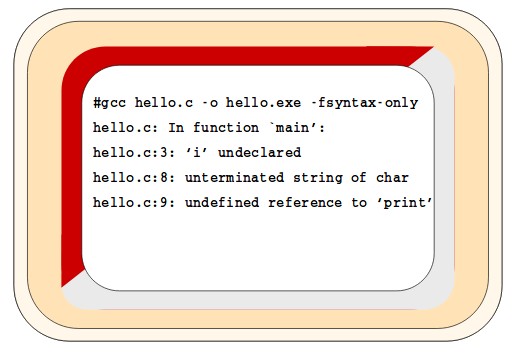 #gcc hello.c -o hello.exe -fsyntax-only
hello.c: In function `main’:
hello.c:3: ‘i’ undeclared
hello.c:8: unterminated string of char
hello.c:9: undefined reference to ‘print’